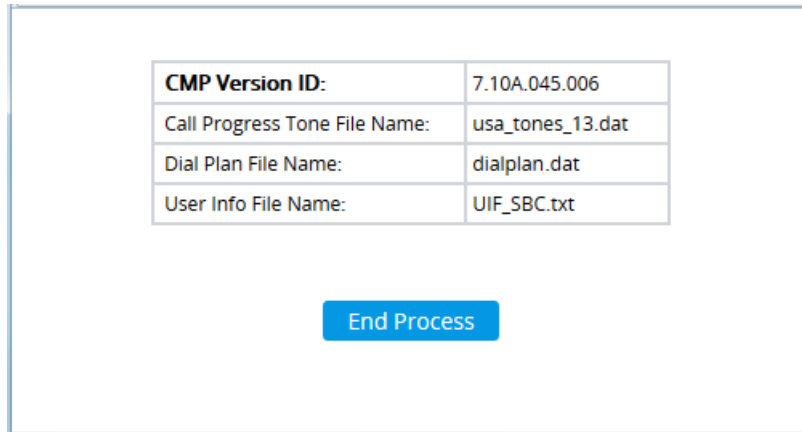 CMP Version ID: 7.10A.045.006
Call Progress Tone File Name: usa_tones_13.dat
Dial Plan File Name: dialplan.dat
User Info File Name: UIF_SBC.txt
End Process